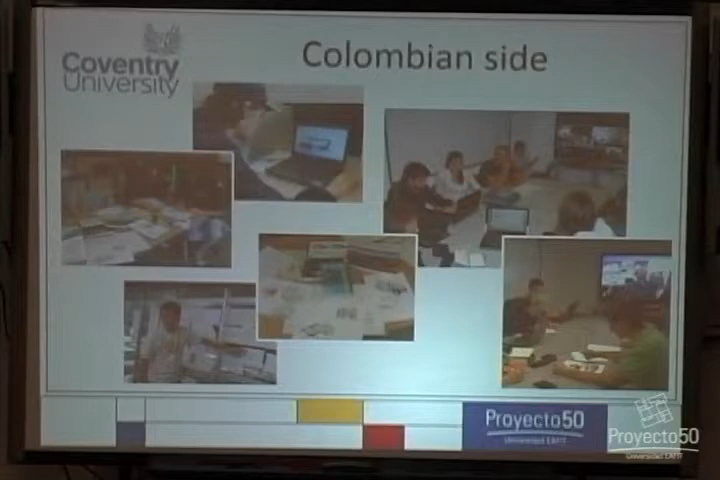 Coventry
University
Colombian side
Proyecto50
Universidad EAFIT
Proyecto50
Universidad EAFIT